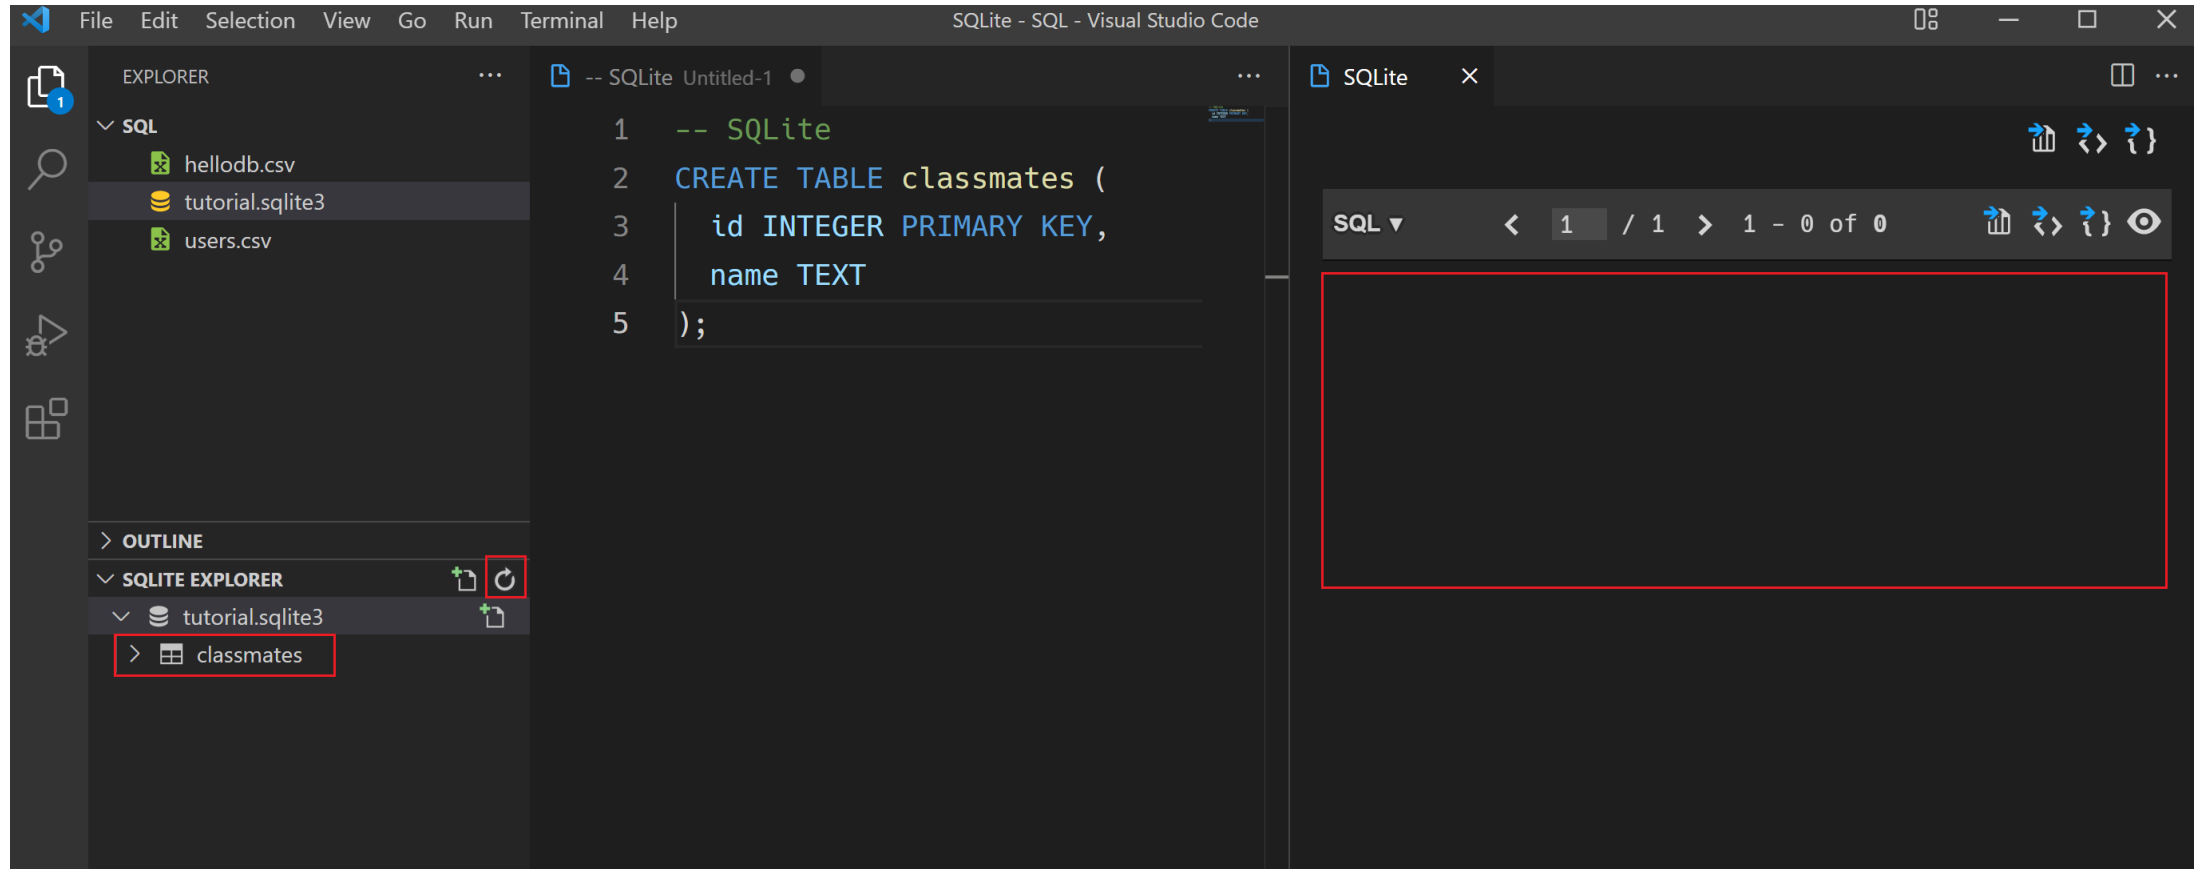 File Edit Selection View Go Run Terminal Help
SQLite - SQL - Visual Studio Code
1
EXPLORER
SQL
hellodb.csv
tutorial.sqlite3
users.csv
OUTLINE
SQLITE EXPLORER
tutorial.sqlite3
classmates
-- SQLite Untitled-1
1 -- SQLite
2 CREATE TABLE classmates (
3 id INTEGER PRIMARY KEY,
4 name TEXT
5 );
SQLite
SQL ▼ < 1 / 1 > 1 - 0 of 0